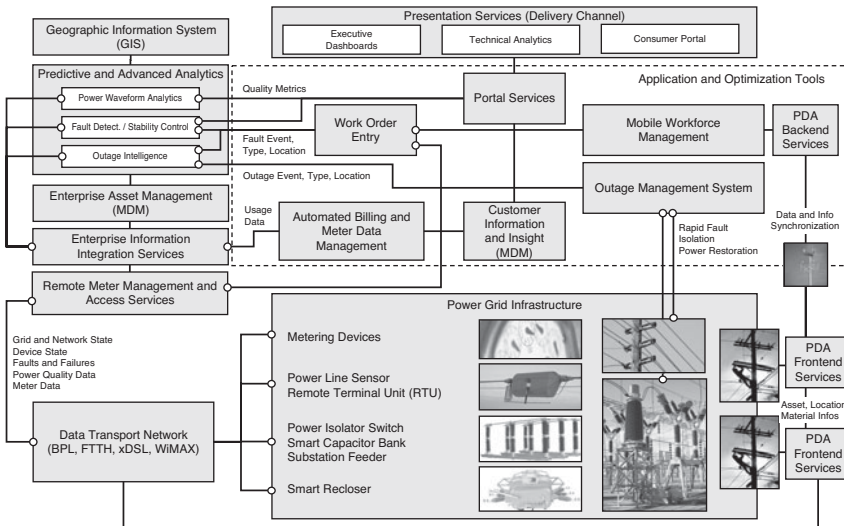 Presentation Services (Delivery Channel)
Executive
Dashboards
Technical Analytics
Consumer Portal
Geographic Information System
(GIS)
Predictive and Advanced Analytics
Power Waveform Analytics
Fault Detect. / Stability Control
Outage Intelligence
Quality Metrics
Fault Event,
Type, Location
Outage Event, Type, Location
Application and Optimization Tools
Portal Services
Work Order
Entry
Mobile Workforce
Management
PDA
Backend
Services
Outage Management System
Enterprise Asset Management
(MDM)
Enterprise Information
Integration Services
Usage
Data
Automated Billing and
Meter Data
Management
Customer
Information
and Insight
(MDM)
Rapid Fault
Isolation
Power Restoration
Data and Info
Synchronization
Remote Meter Management and
Access Services
Grid and Network State
Device State
Faults and Failures
Power Quality Data
Meter Data
Data Transport Network
(BPL, FTTH, xDSL, WiMAX)
Power Grid Infrastructure
Metering Devices
Power Line Sensor
Remote Terminal Unit (RTU)
Power Isolator Switch
Smart Capacitor Bank
Substation Feeder
Smart Recloser
PDA
Frontend
Services
Asset, Location
Material Infos
PDA
Frontend
Services